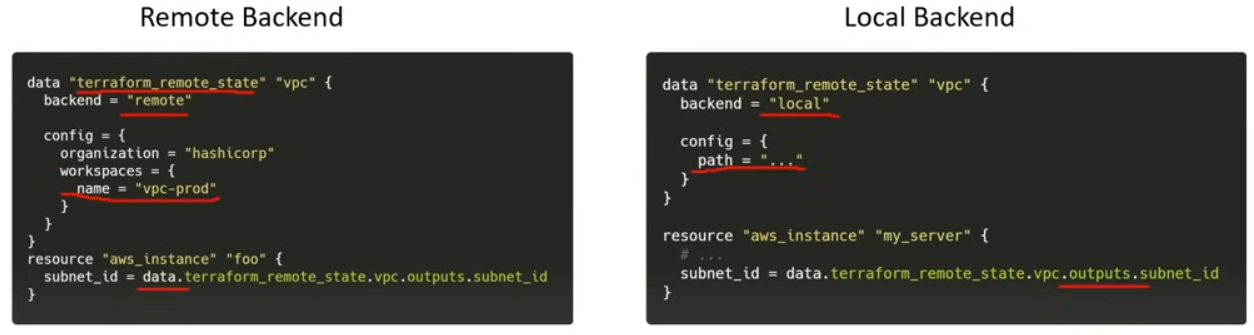 Remote Backend
data "terraform_remote_state" "vpc" {
  backend = "remote"

  config = {
    organization = "hashicorp"
    workspaces = {
      name = "vpc-prod"
    }
  }
}
resource "aws_instance" "foo" {
  subnet_id = data.terraform_remote_state.vpc.outputs.subnet_id
}
Local Backend
data "terraform_remote_state" "vpc" {
  backend = "local"

  config = {
    path = "..."
  }
}

resource "aws_instance" "my_server" {
  # ...
  subnet_id = data.terraform_remote_state.vpc.outputs.subnet_id
}